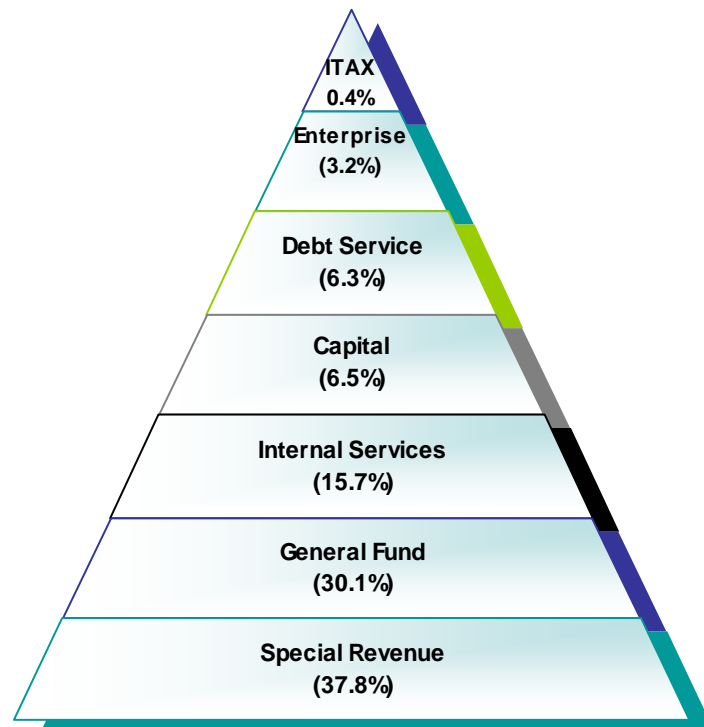 ITAX
0.4%
Enterprise
(3.2%)
Debt Service
(6.3%)
Capital
(6.5%)
Internal Services
(15.7%)
General Fund
(30.1%)
Special Revenue
(37.8%)